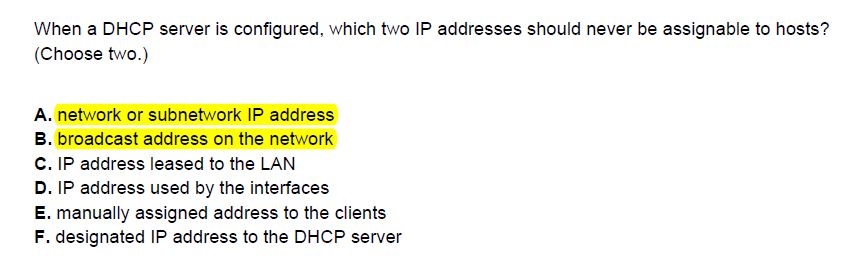 When a DHCP server is configured, which two IP addresses should never be assignable to hosts?
(Choose two.)
A. network or subnetwork IP address
B. broadcast address on the network
C. IP address leased to the LAN
D. IP address used by the interfaces
E. manually assigned address to the clients
F. designated IP address to the DHCP server